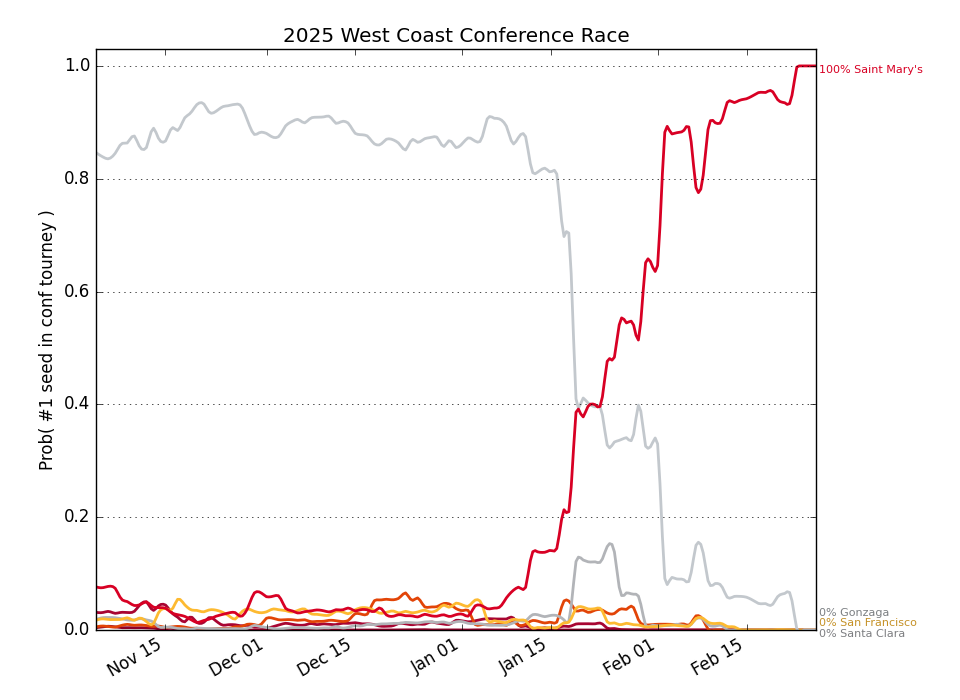 2025 West Coast Conference Race
Prob( #1 seed in conf tourney )
1.0
0.8
0.6
0.4
0.2
0.0
Nov 15
Dec 01
Dec 15
Jan 01
Jan 15
Feb 01
Feb 15
100% Saint Mary's
0% Gonzaga
0% San Francisco
0% Santa Clara